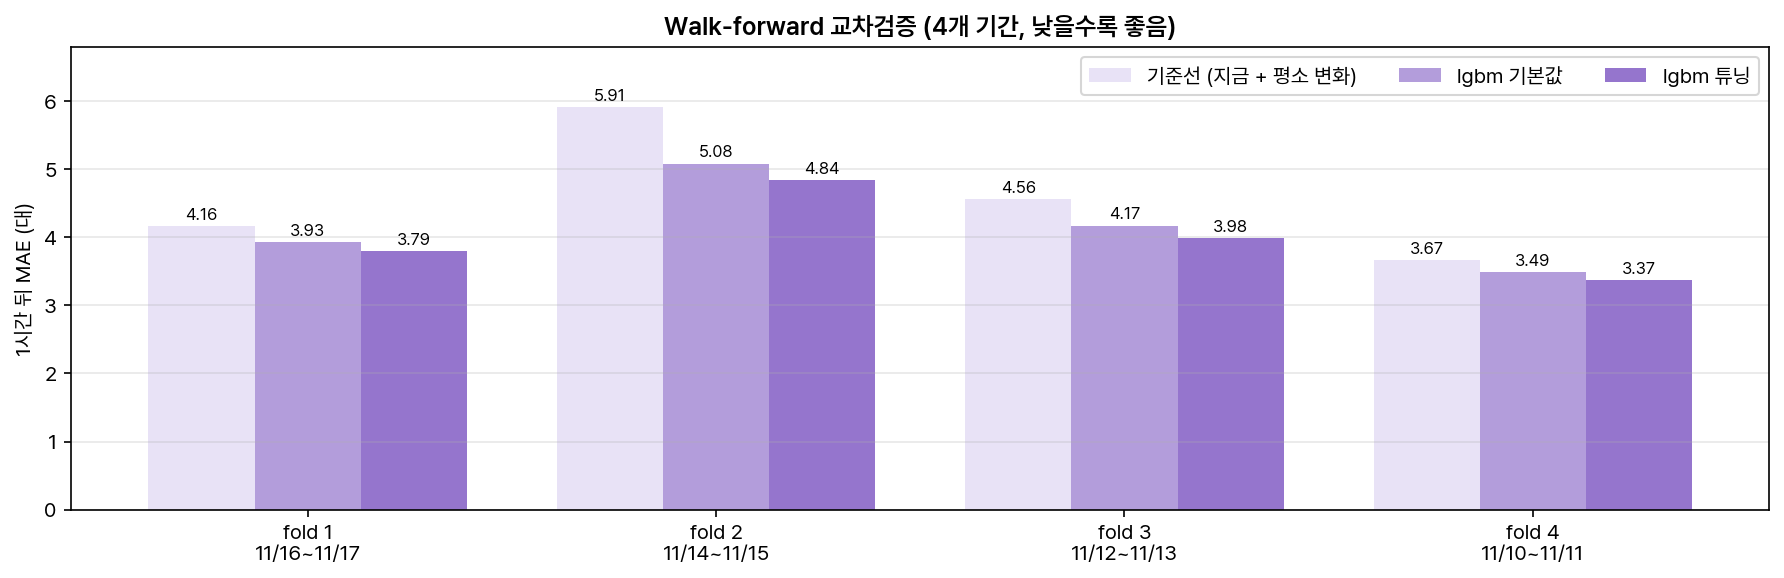 Walk-forward 교차검증 (4개 기간, 낮을수록 좋음)
기준선 (지금 + 평소 변화)
lgbm 기본값
lgbm 튜닝
1시간 뒤 MAE (대)
6
5
4
3
2
1
0
4.16
3.93
3.79
5.91
5.08
4.84
4.56
4.17
3.98
3.67
3.49
3.37
fold 1
11/16~11/17
fold 2
11/14~11/15
fold 3
11/12~11/13
fold 4
11/10~11/11